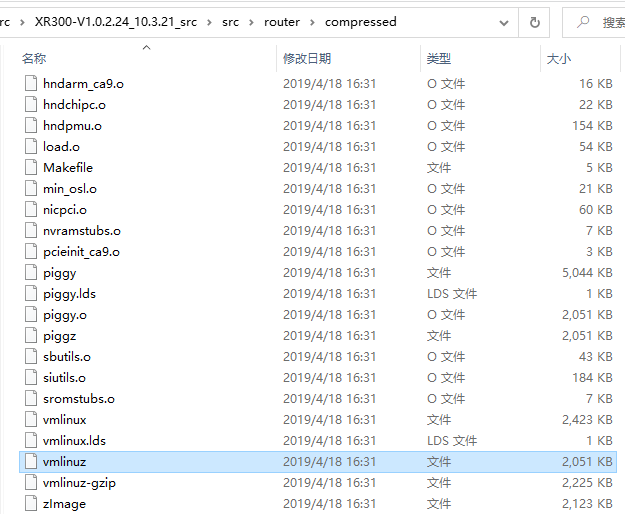 rc > XR300-V1.0.2.24_10.3.21_src > src > router > compressed 搜索
名称 修改日期 类型 大小
hndarm_ca9.o 2019/4/18 16:31 O 文件 16 KB
hndchipc.o 2019/4/18 16:31 O 文件 22 KB
hndpmu.o 2019/4/18 16:31 O 文件 154 KB
load.o 2019/4/18 16:31 O 文件 54 KB
Makefile 2019/4/18 16:31 文件 5 KB
min_osl.o 2019/4/18 16:31 O 文件 21 KB
nicpci.o 2019/4/18 16:31 O 文件 60 KB
nvramstubs.o 2019/4/18 16:31 O 文件 7 KB
pcieinit_ca9.o 2019/4/18 16:31 O 文件 3 KB
piggy 2019/4/18 16:31 文件 5,044 KB
piggy.lds 2019/4/18 16:31 LDS 文件 1 KB
piggy.o 2019/4/18 16:31 O 文件 2,051 KB
piggz 2019/4/18 16:31 文件 2,051 KB
sbutils.o 2019/4/18 16:31 O 文件 43 KB
siutils.o 2019/4/18 16:31 O 文件 184 KB
sromstubs.o 2019/4/18 16:31 O 文件 7 KB
vmlinux 2019/4/18 16:31 文件 2,423 KB
vmlinux.lds 2019/4/18 16:31 LDS 文件 1 KB
vmlinuz 2019/4/18 16:31 文件 2,051 KB
vmlinuz-gzip 2019/4/18 16:31 文件 2,225 KB
zImage 2019/4/18 16:31 文件 2,123 KB